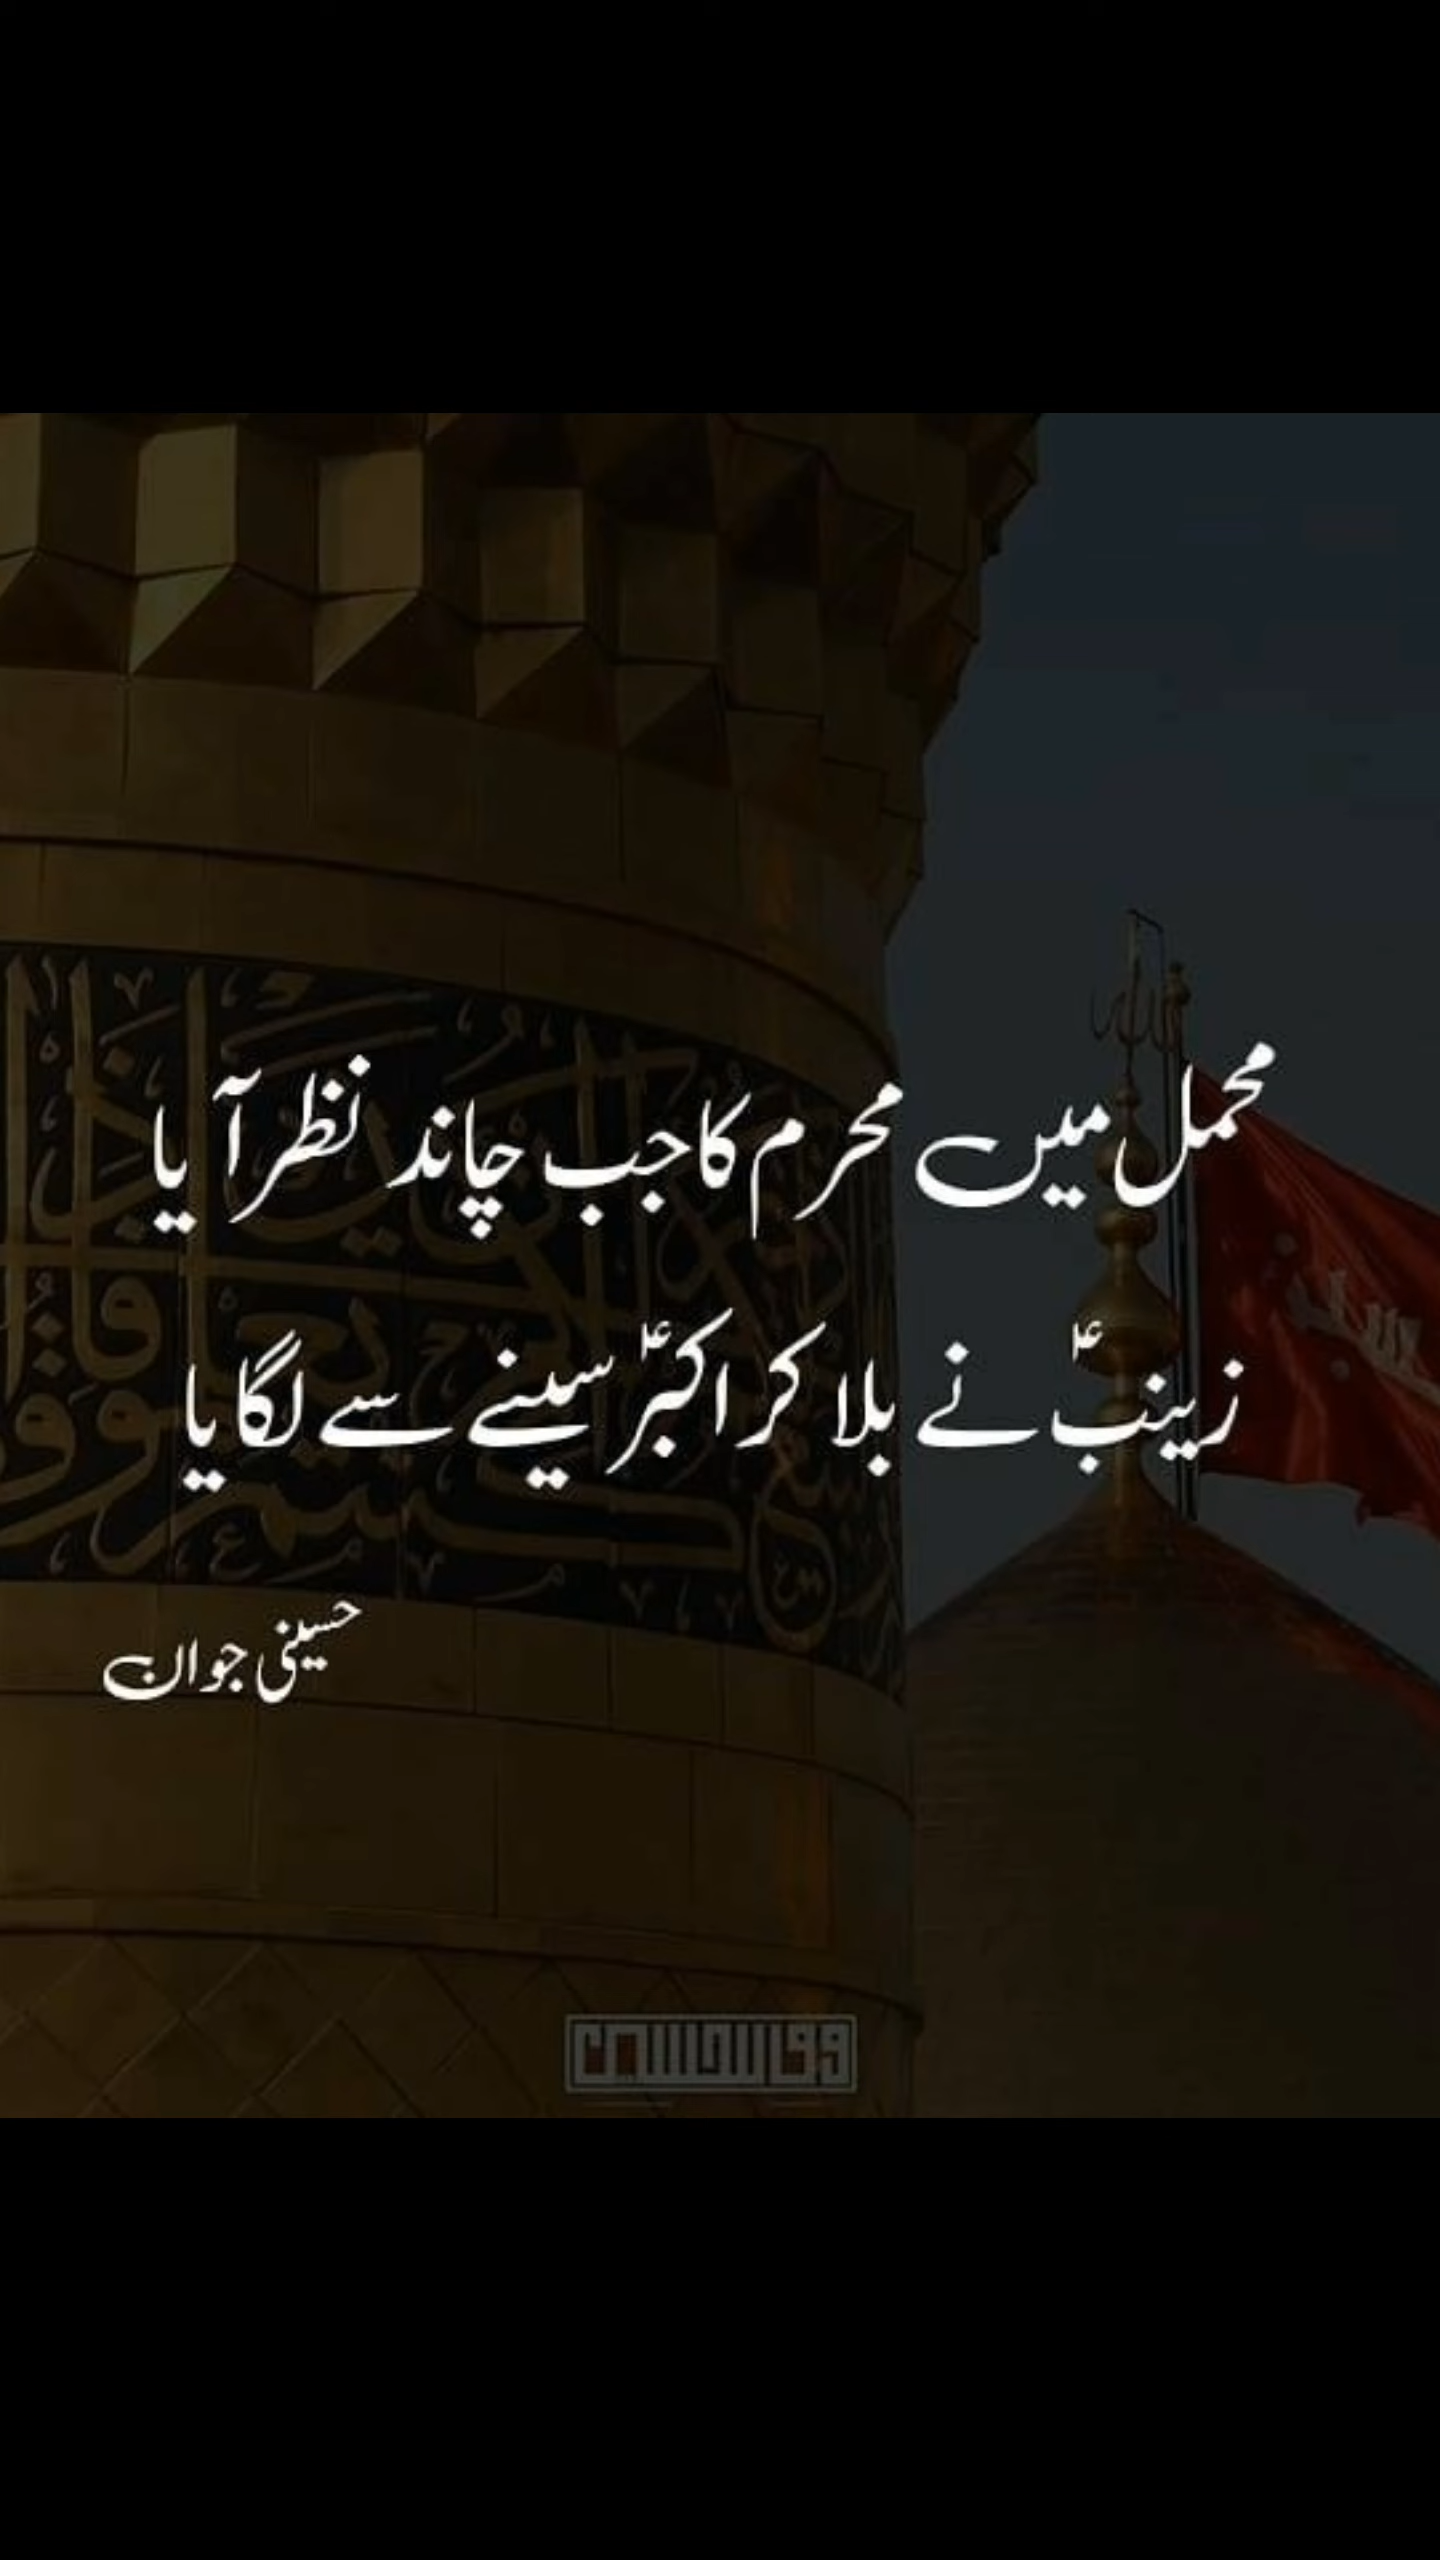 محمل میں محرم کا جب چاند نظر آیا
زینبؑ نے بلا کر اکبرؑ سینے سے لگایا
حسینی جوان